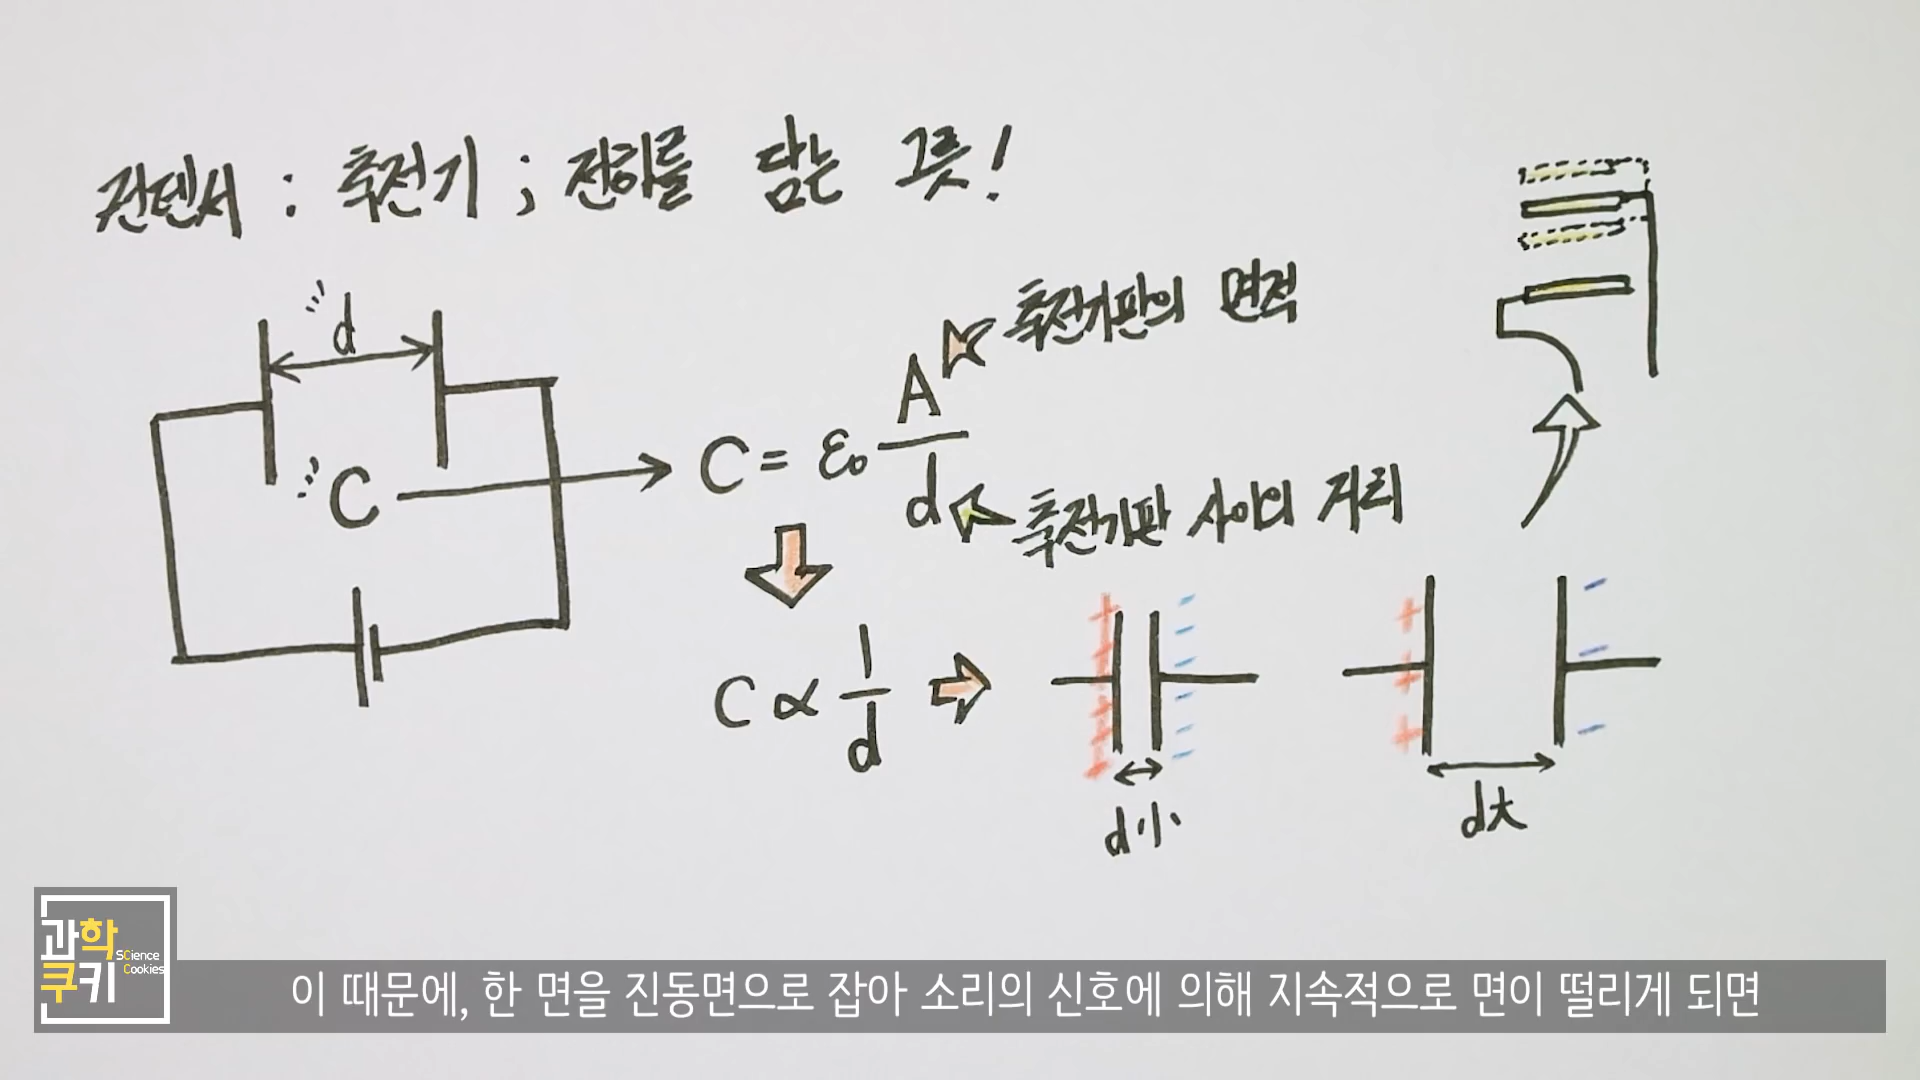 컨덴서 : 축전기 ; 전하를 담는 그릇!
d
C
C = ε₀ A/d
축전기판의 면적
축전기판 사이의 거리
C ∝ 1/d
+ + + + + +
- - - - - -
d小
+ + +
- - -
d大
과학쿠키
Science Cookies
이 때문에, 한 면을 진동면으로 잡아 소리의 신호에 의해 지속적으로 면이 떨리게 되면